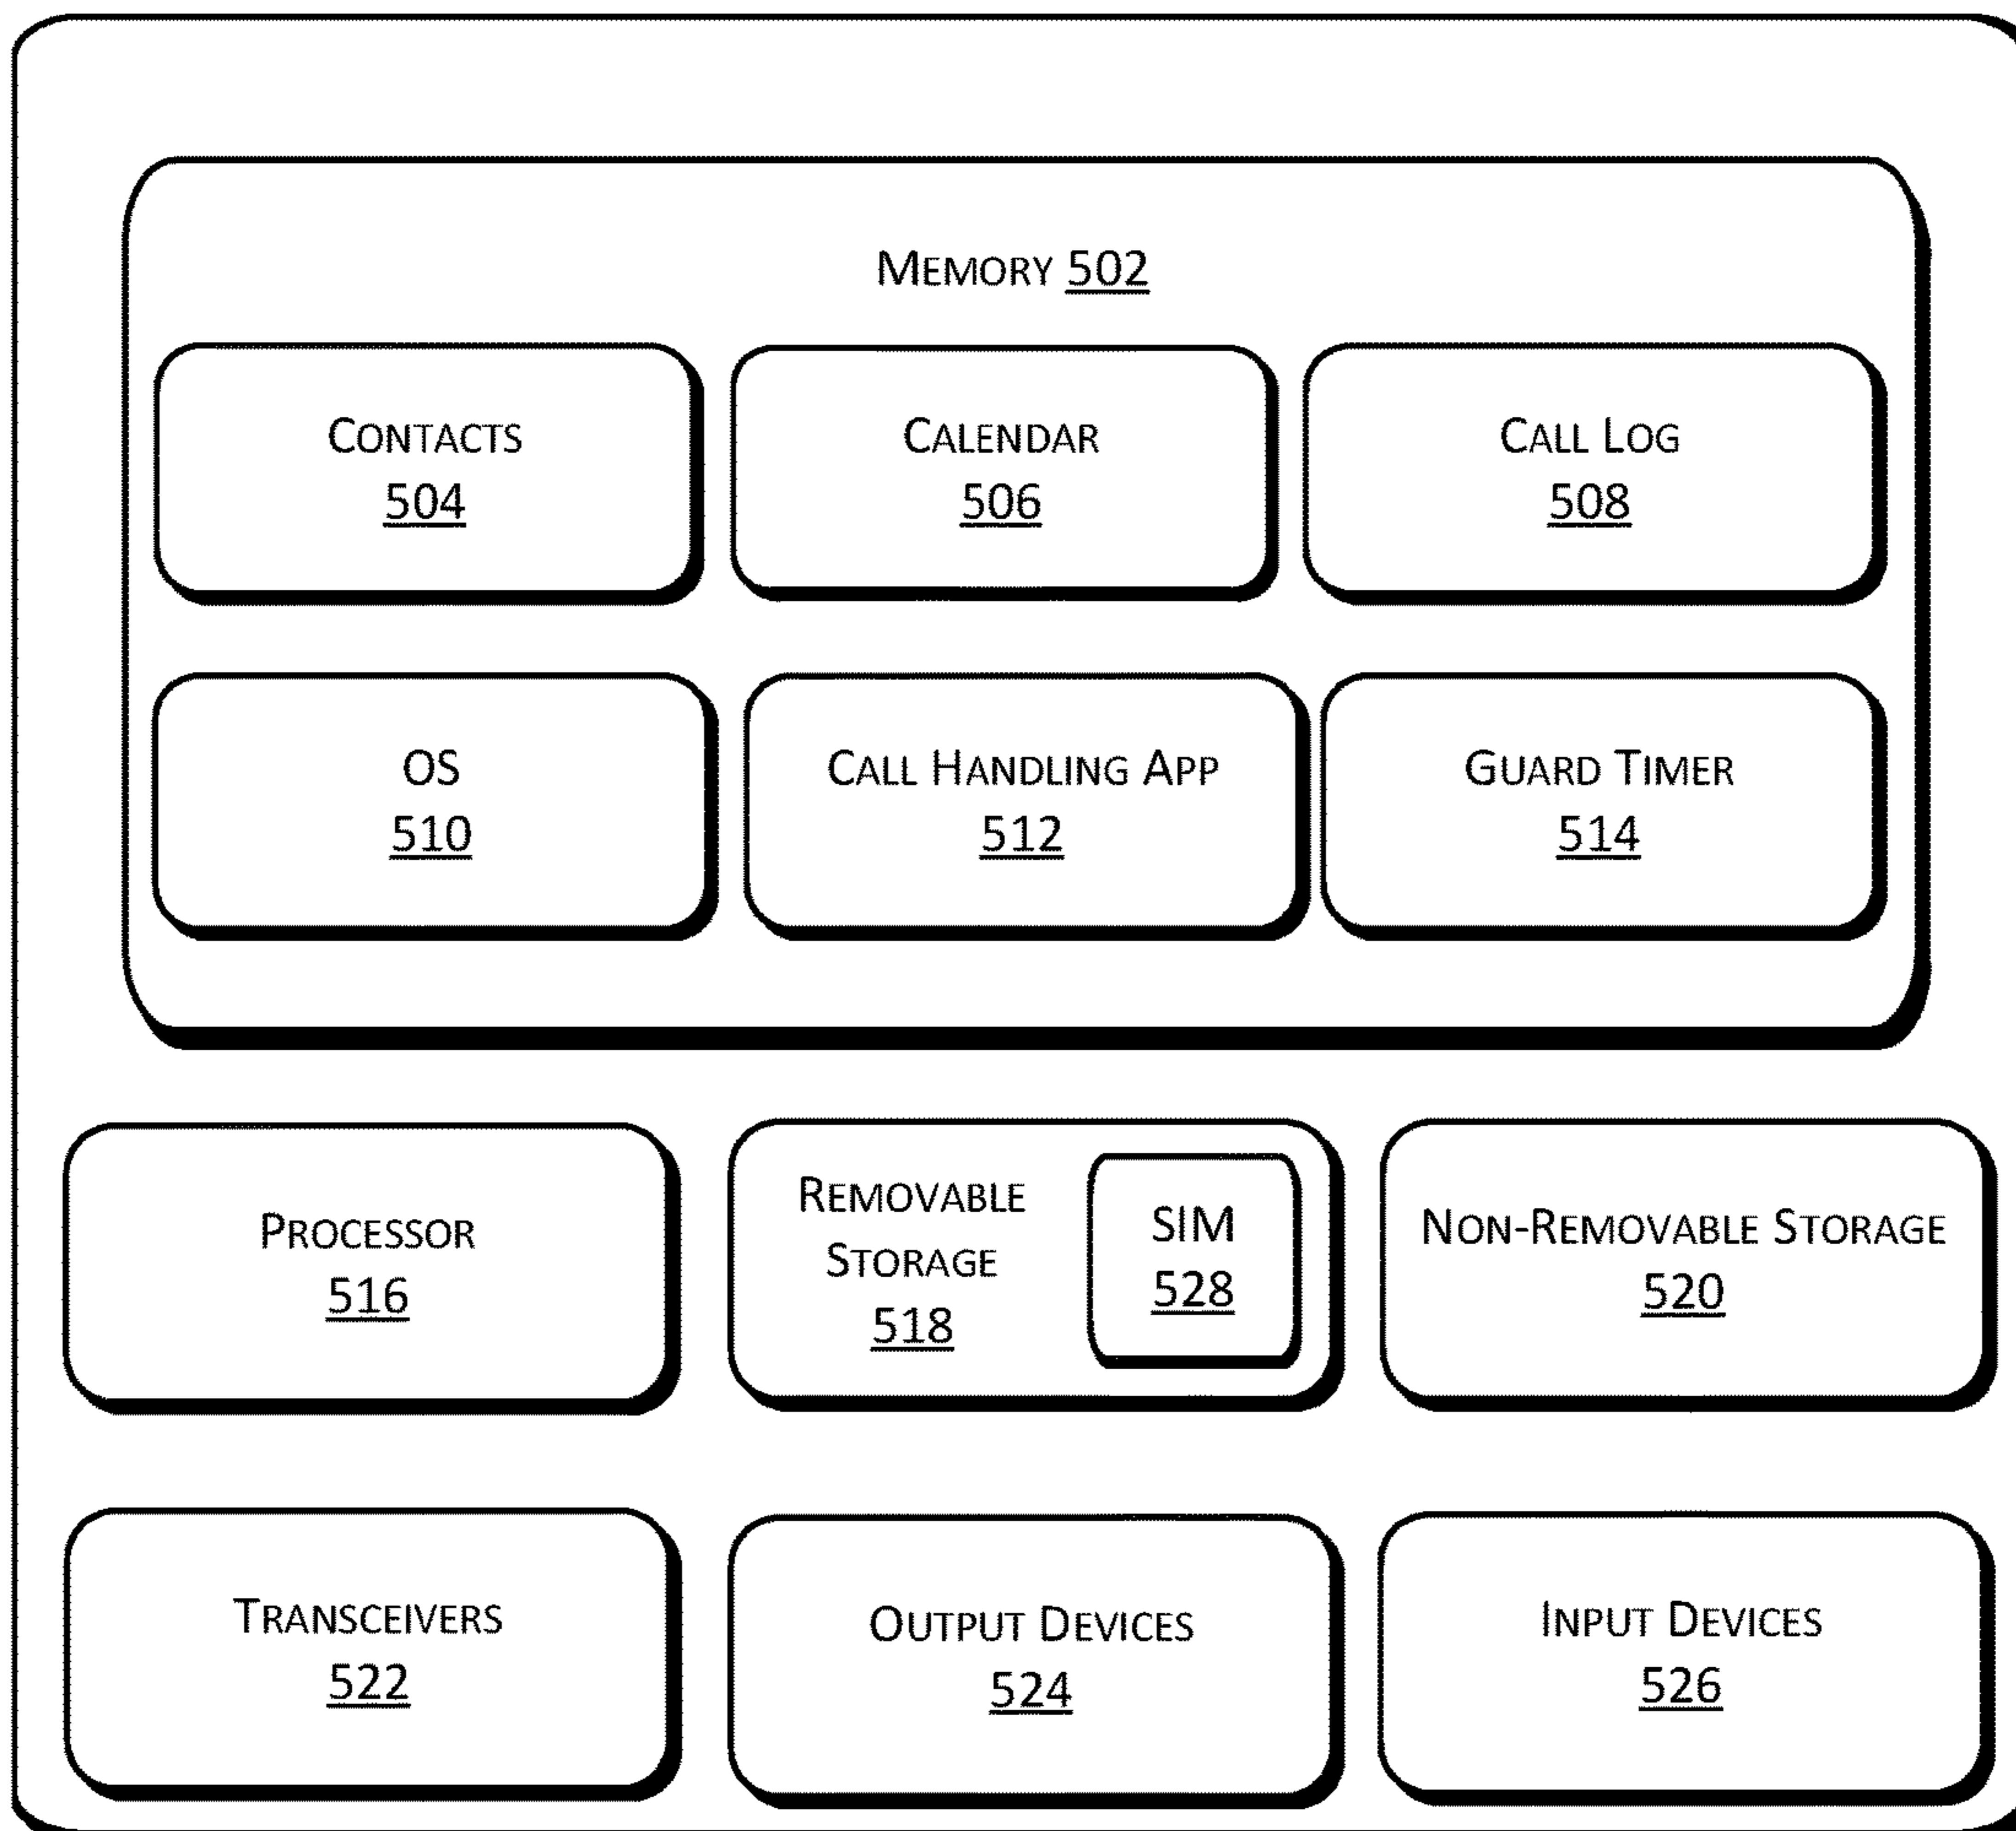 MEMORY 502
CONTACTS
504
CALENDAR
506
CALL LOG
508
OS
510
CALL HANDLING APP
512
GUARD TIMER
514
PROCESSOR
516
REMOVABLE
STORAGE
518
SIM
528
NON-REMOVABLE STORAGE
520
TRANSCEIVERS
522
OUTPUT DEVICES
524
INPUT DEVICES
526